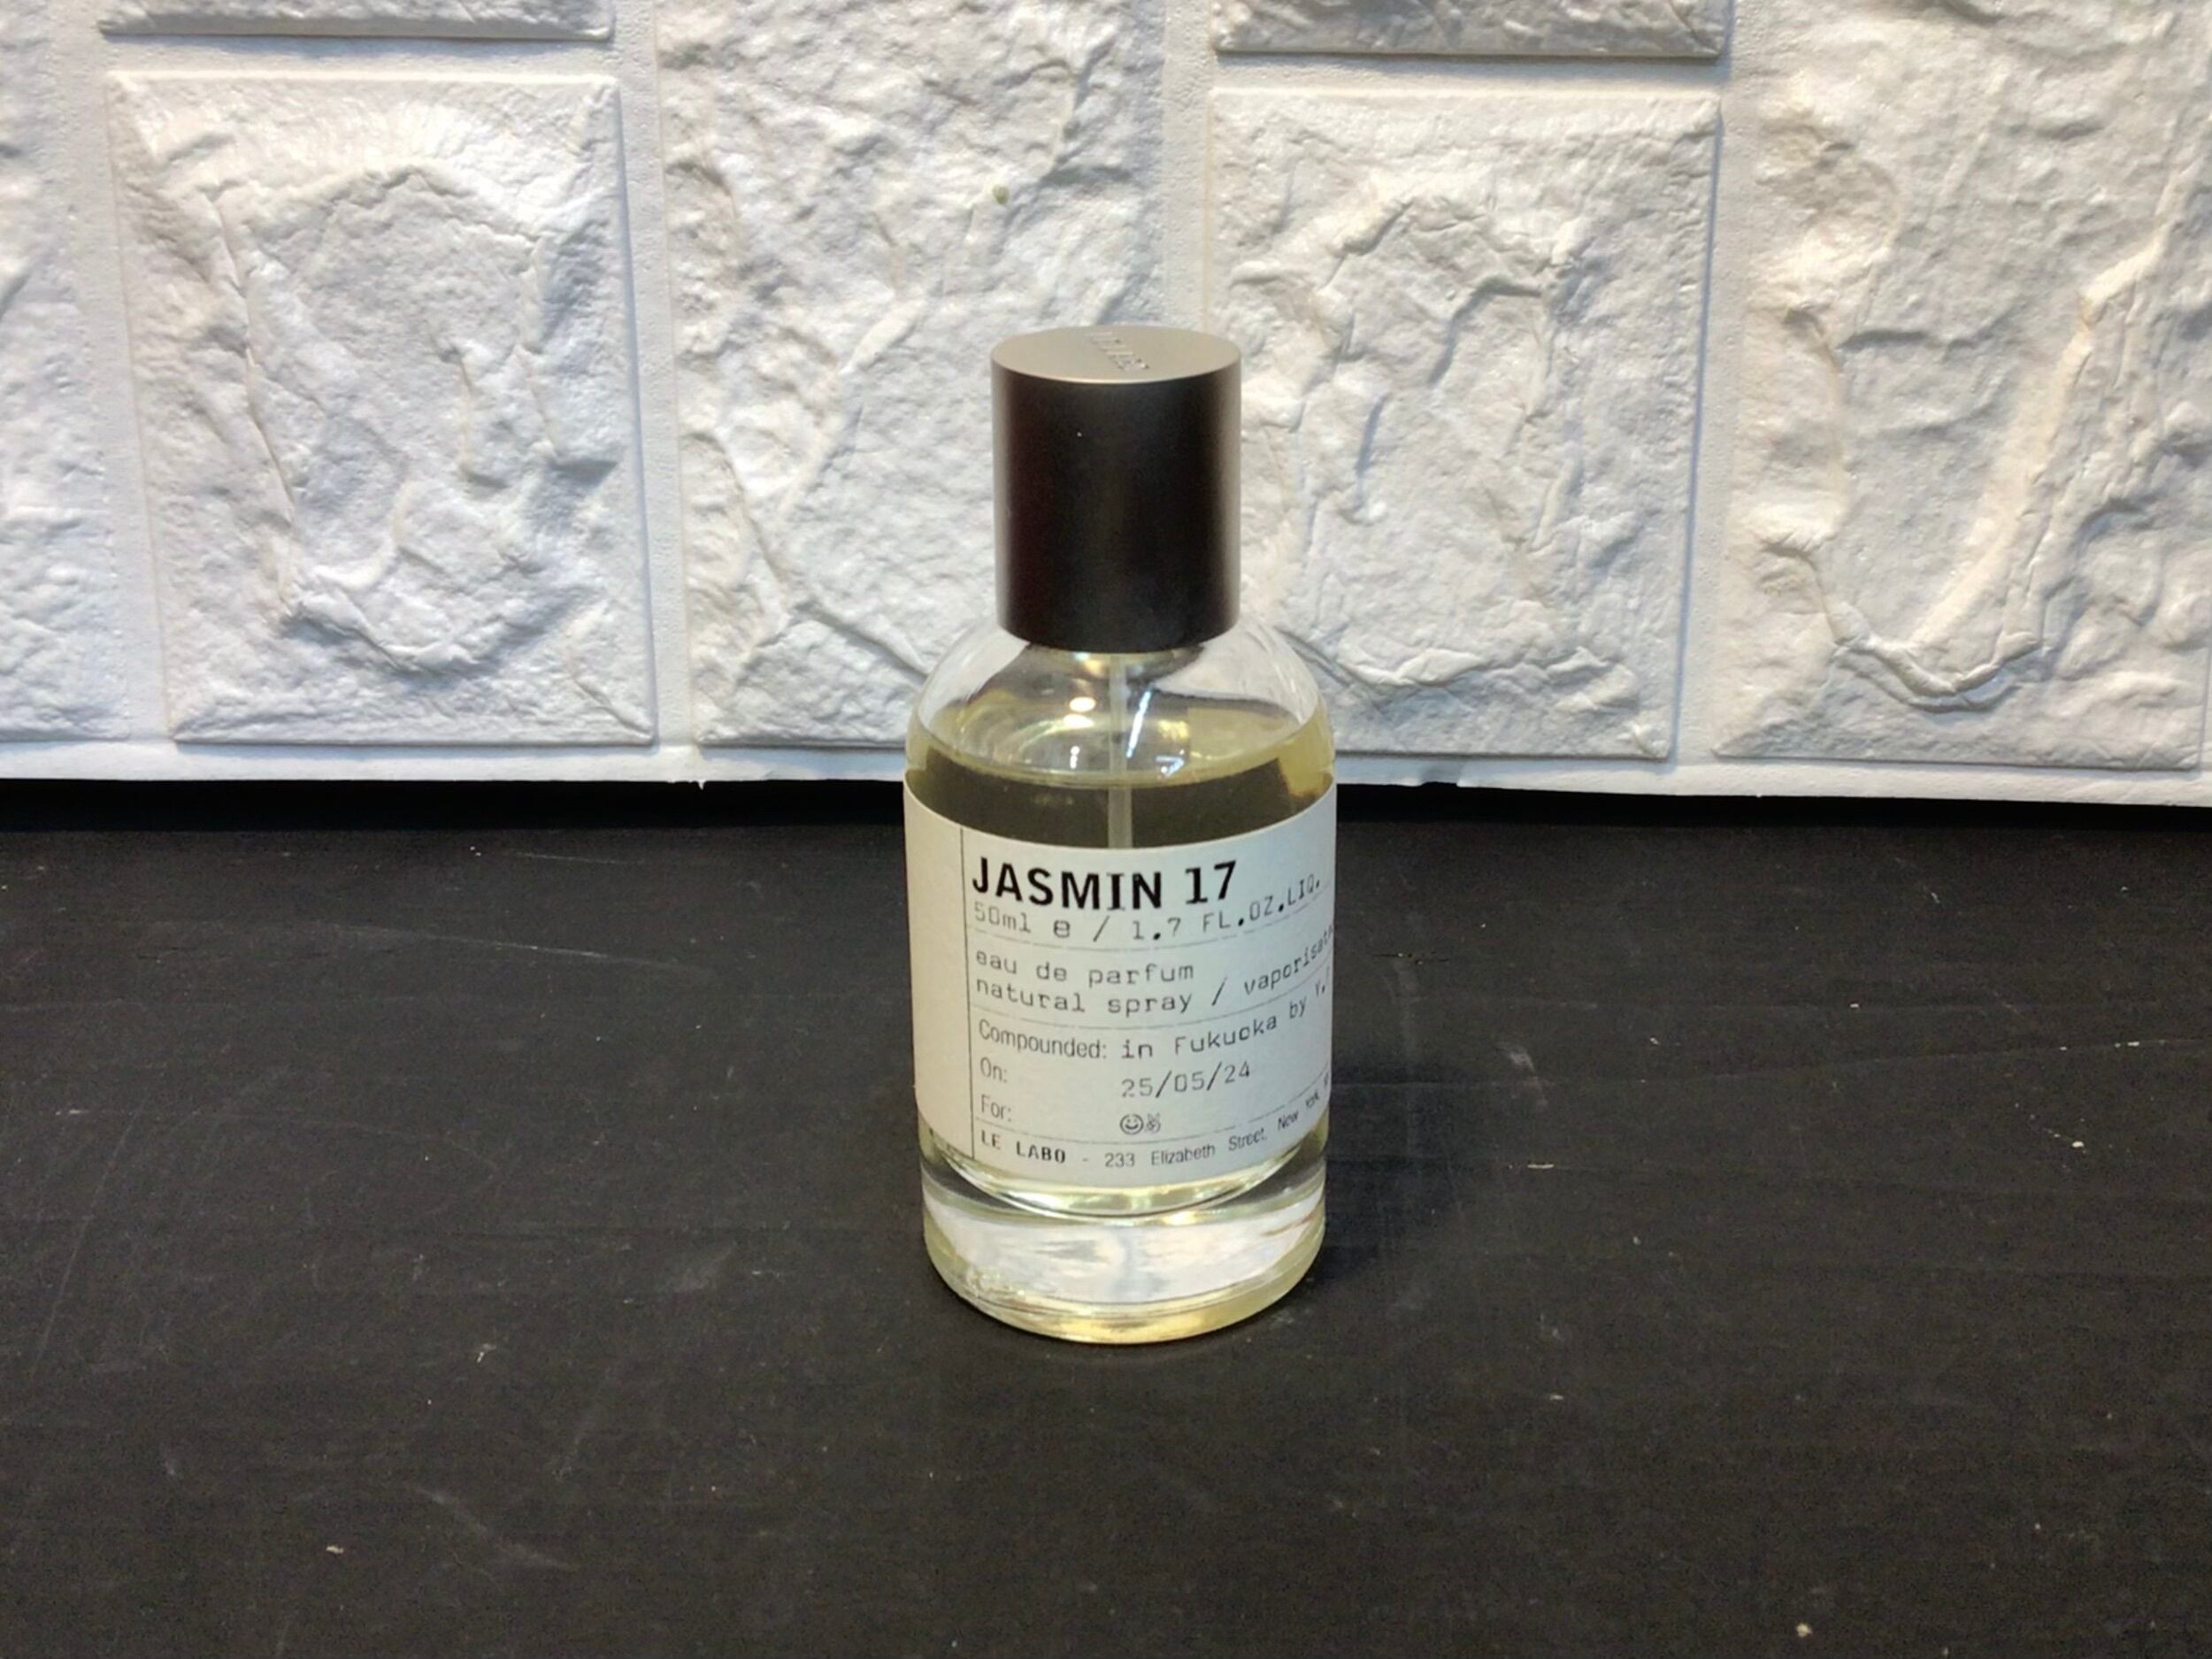 JASMIN 17
50ml e / 1.7 FL.OZ.LIQ.
eau de parfum
natural spray / vaporisat
Compounded: in Fukuoka by Y.
On: 25/05/24
For: ☺✌
LE LABO - 233 Elizabeth Street, New York